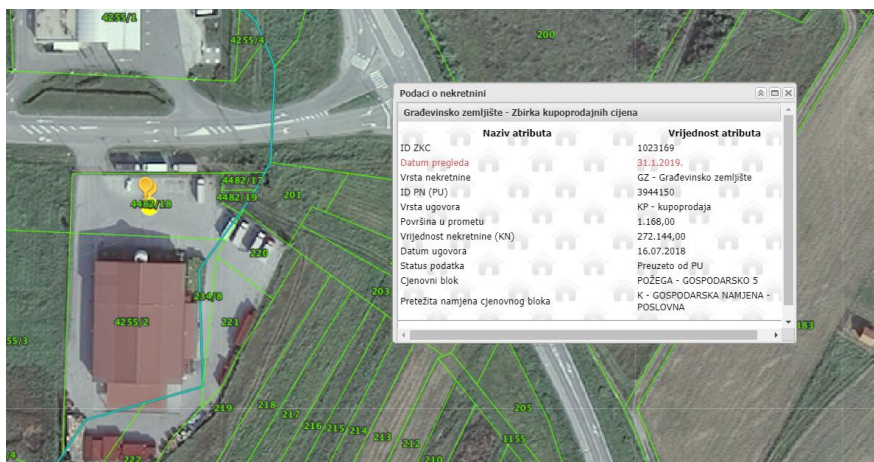 4255/1
4255/4
200
Podaci o nekretnini
Građevinsko zemljište - Zbirka kupoprodajnih cijena
Naziv atributa Vrijednost atributa
ID ZKC 1023169
Datum pregleda 31.1.2019.
Vrsta nekretnine GZ - Građevinsko zemljište
ID PN (PU) 3944150
Vrsta ugovora KP - kupoprodaja
Površina u prometu 1.168,00
Vrijednost nekretnine (KN) 272.144,00
Datum ugovora 16.07.2018
Status podatka Preuzeto od PU
Cjenovni blok POŽEGA - GOSPODARSKO 5
Pretežita namjena cjenovnog bloka K - GOSPODARSKA NAMJENA - POSLOVNA
4482/17
4482/18 4482/19 201
220
203
234/8
4255/2 221
183
55/3
219 218
217
216 215 214 213
205
212 1155
222 210
/4